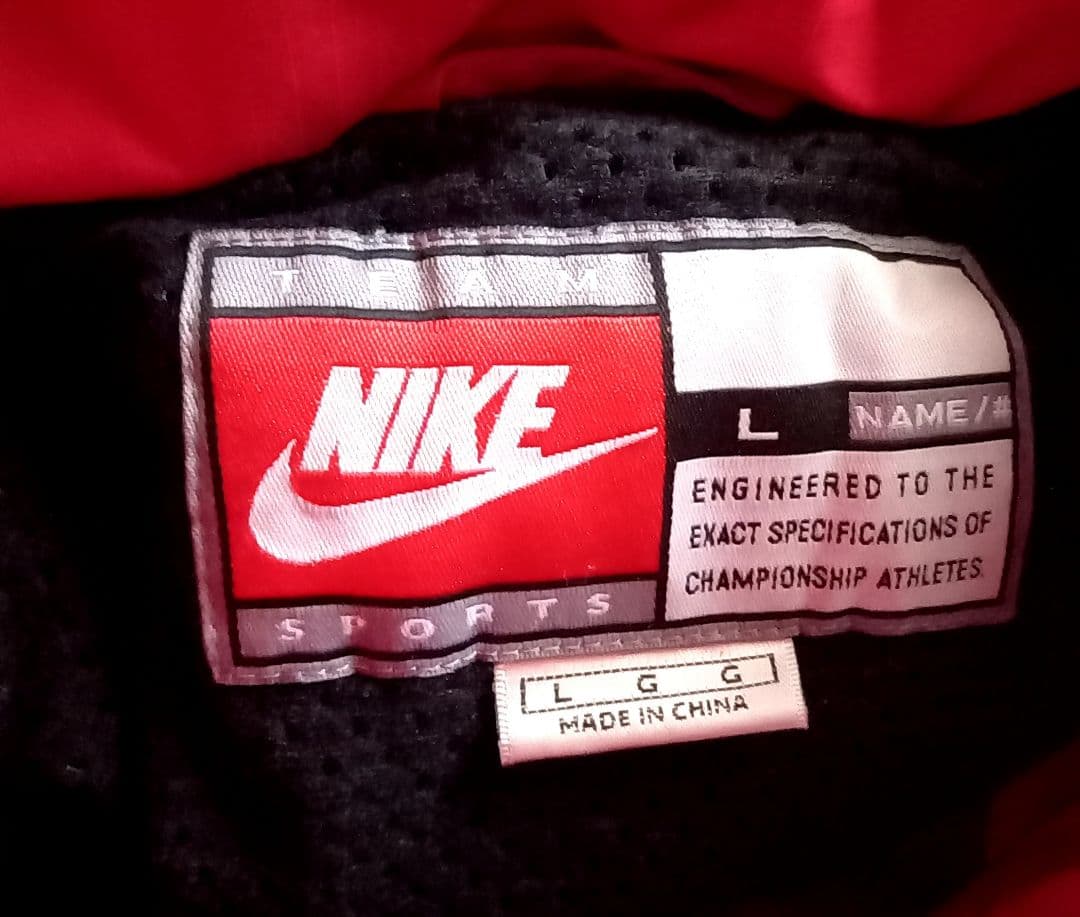 TEAM
NIKE
SPORTS
L NAME/#
ENGINEERED TO THE
EXACT SPECIFICATIONS OF
CHAMPIONSHIP ATHLETES.
L G G
MADE IN CHINA